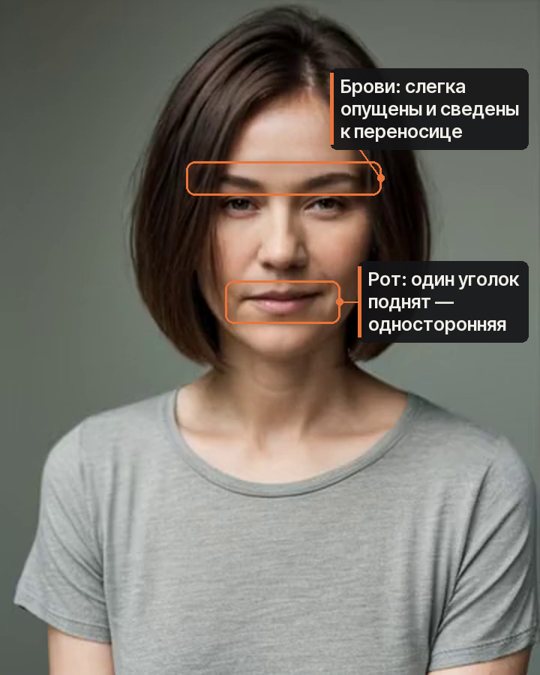 Брови: слегка
опущены и сведены
к переносице
Рот: один уголок
поднят —
односторонняя